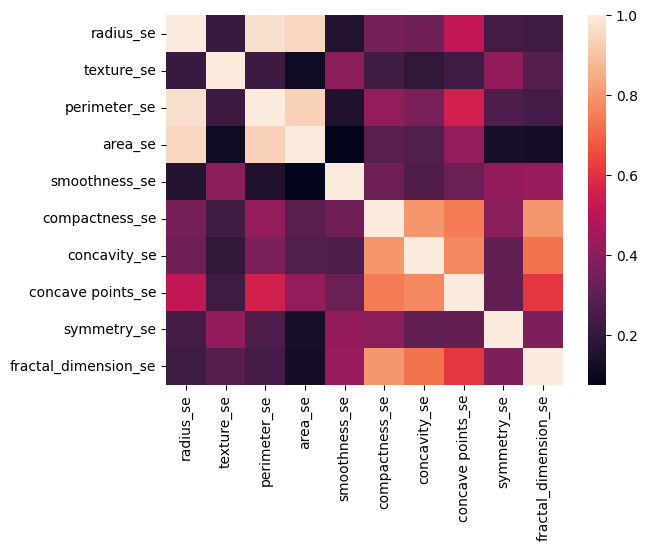 radius_se
texture_se
perimeter_se
area_se
smoothness_se
compactness_se
concavity_se
concave points_se
symmetry_se
fractal_dimension_se
radius_se
texture_se
perimeter_se
area_se
smoothness_se
compactness_se
concavity_se
concave points_se
symmetry_se
fractal_dimension_se
1.0
0.8
0.6
0.4
0.2